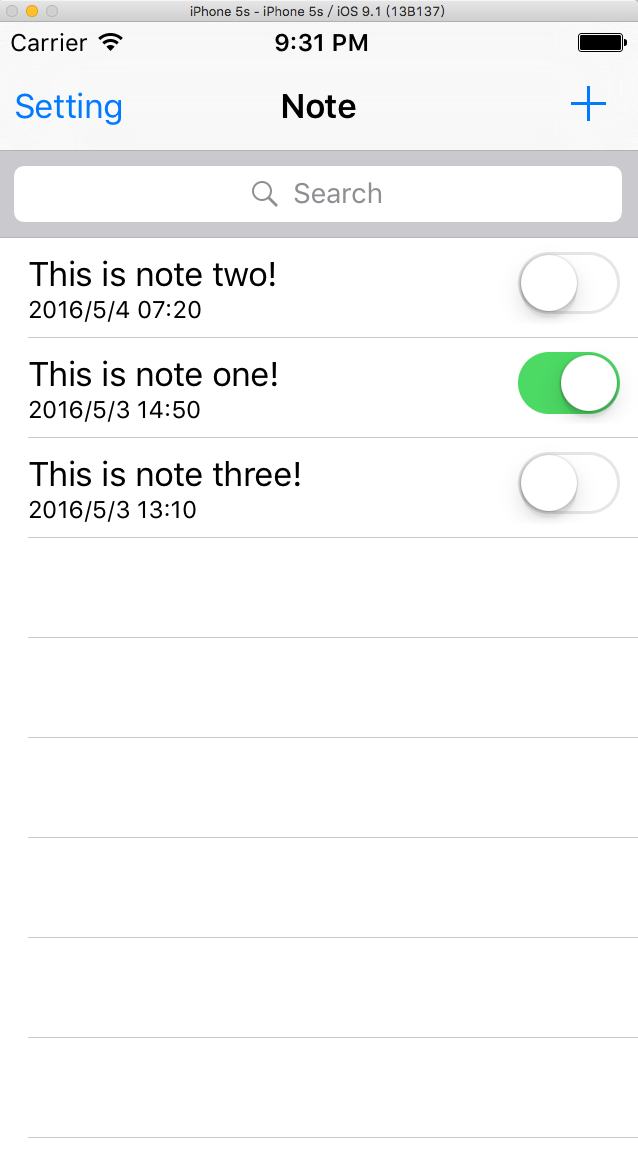 iPhone 5s - iPhone 5s / iOS 9.1 (13B137)
Carrier 9:31 PM
Setting Note
Search
This is note two!
2016/5/4 07:20
This is note one!
2016/5/3 14:50
This is note three!
2016/5/3 13:10